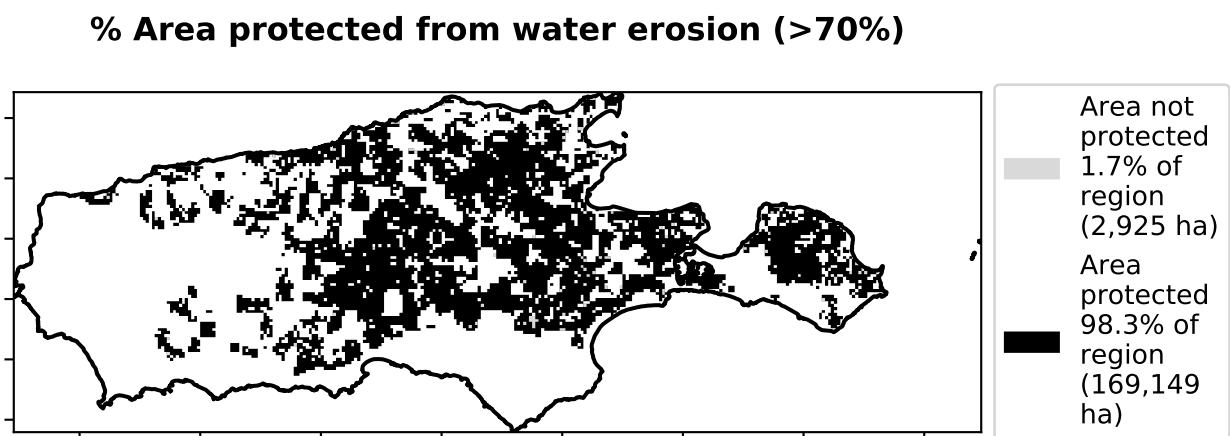 % Area protected from water erosion (>70%)
Area not
protected
1.7% of
region
(2,925 ha)
Area
protected
98.3% of
region
(169,149
ha)